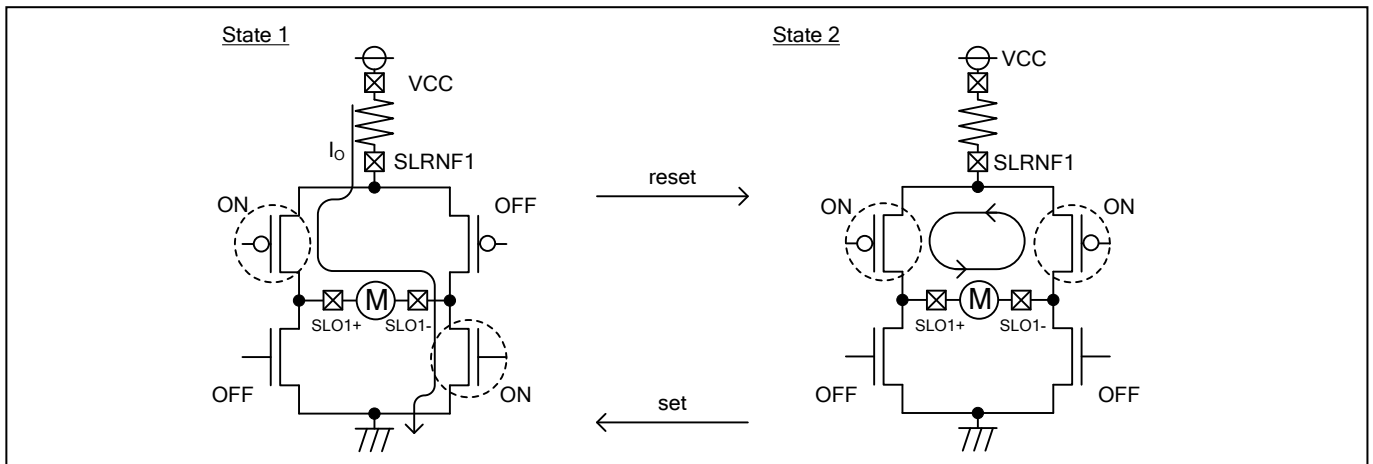 State 1
VCC
I_O
SLRNF1
ON
OFF
M
SLO1+
SLO1-
OFF
ON
reset
set
State 2
VCC
SLRNF1
ON
ON
M
SLO1+
SLO1-
OFF
OFF